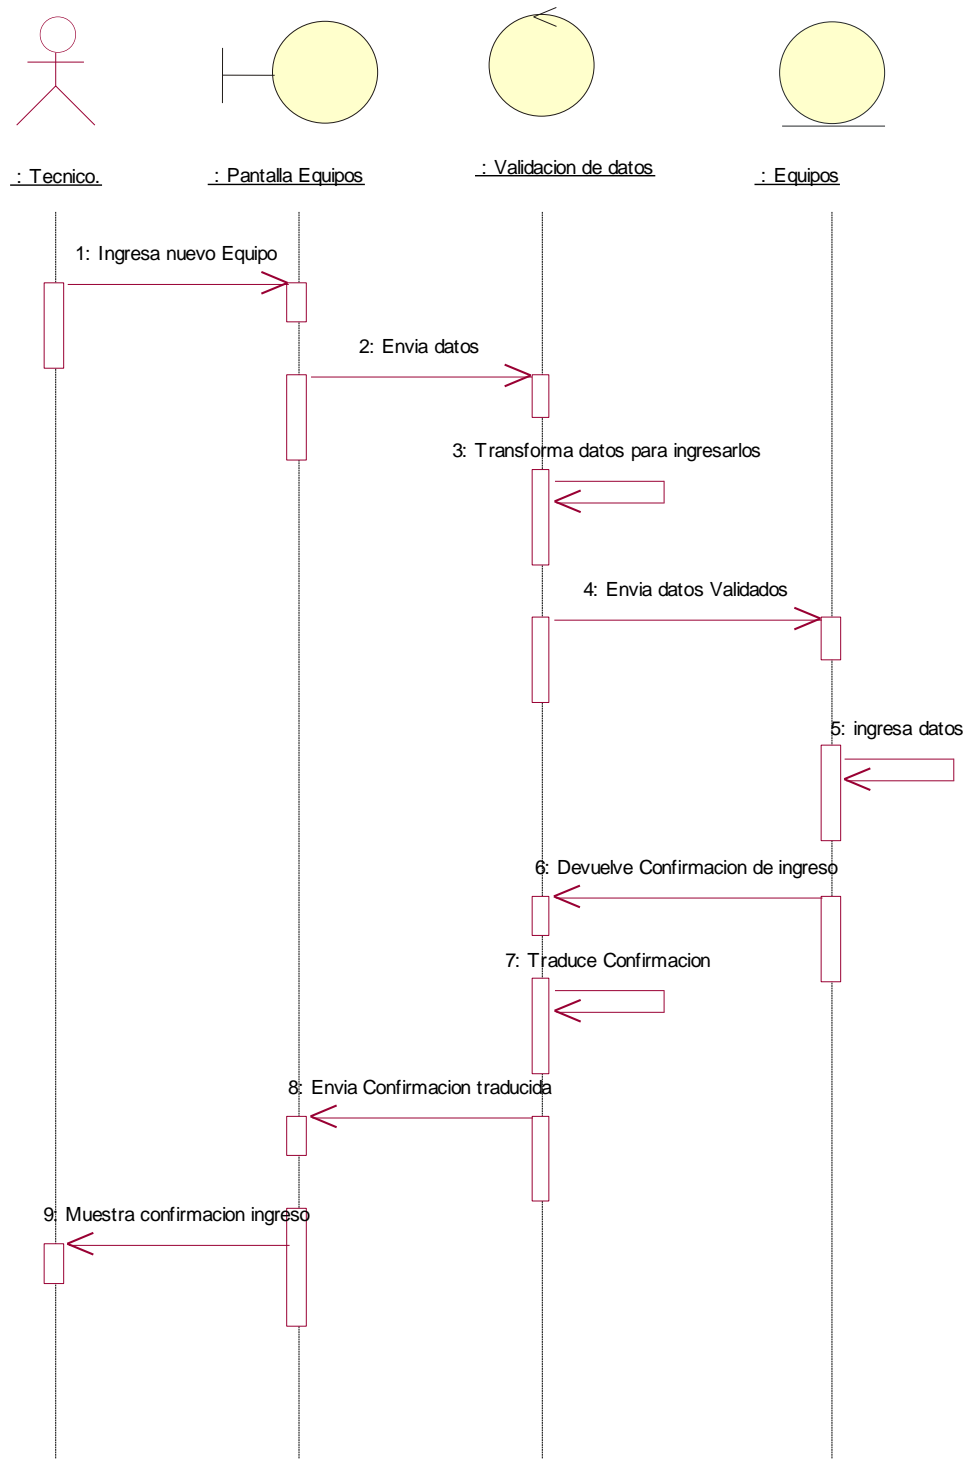 : Tecnico.
: Pantalla Equipos
: Validacion de datos
: Equipos
1: Ingresa nuevo Equipo
2: Envia datos
3: Transforma datos para ingresarlos
4: Envia datos Validados
5: ingresa datos
6: Devuelve Confirmacion de ingreso
7: Traduce Confirmacion
8: Envia Confirmacion traducida
9: Muestra confirmacion ingreso